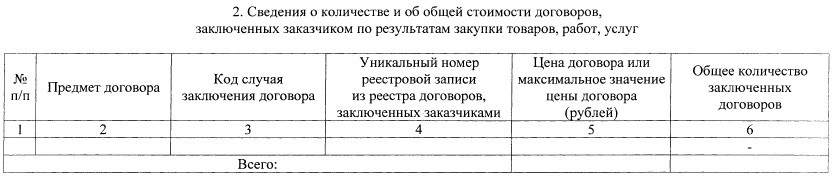 2. Сведения о количестве и об общей стоимости договоров,
заключенных заказчиком по результатам закупки товаров, работ, услуг
№
п/п
Предмет договора
Код случая
заключения договора
Уникальный номер
реестровой записи
из реестра договоров,
заключенных заказчиками
Цена договора или
максимальное значение
цены договора
(рублей)
Общее количество
заключенных
договоров
1 2 3 4 5 6
-
Всего: